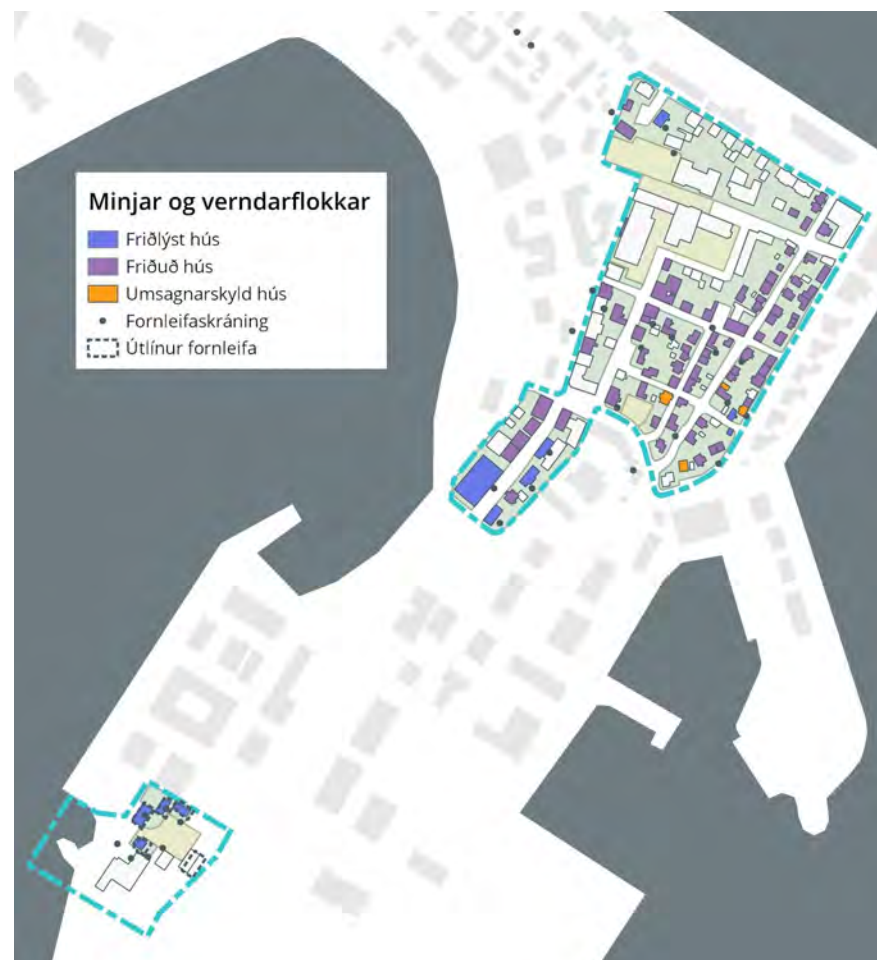 Minjar og verndarflokkar
Friðlýst hús
Friðuð hús
Umsagnarskyld hús
Fornleifaskráning
Útlínur fornleifa